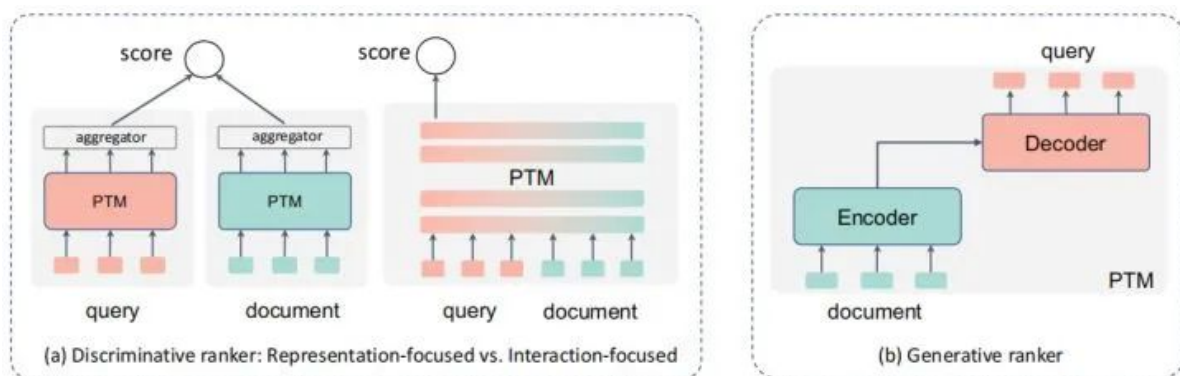 score
score
aggregator
aggregator
PTM
PTM
PTM
query
document
query
document
(a) Discriminative ranker: Representation-focused vs. Interaction-focused
query
Decoder
Encoder
PTM
document
(b) Generative ranker